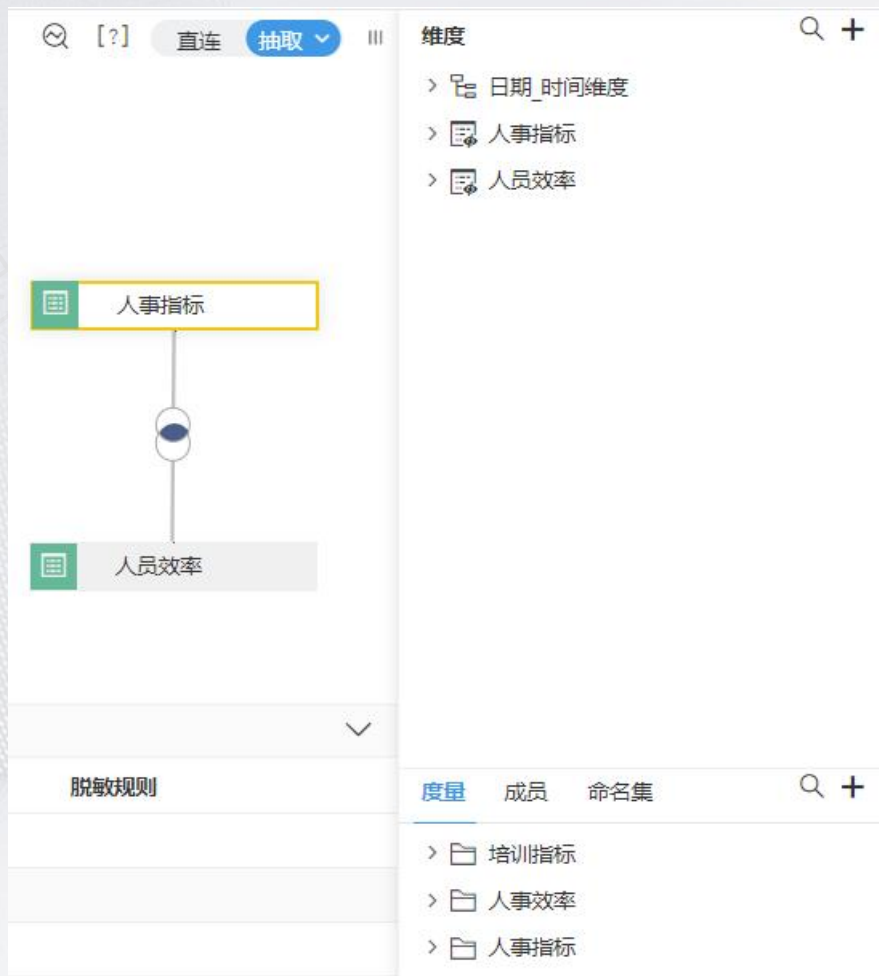 [?] 直连 抽取
人事指标
人员效率
脱敏规则
维度
日期_时间维度
人事指标
人员效率
度量 成员 命名集
培训指标
人事效率
人事指标